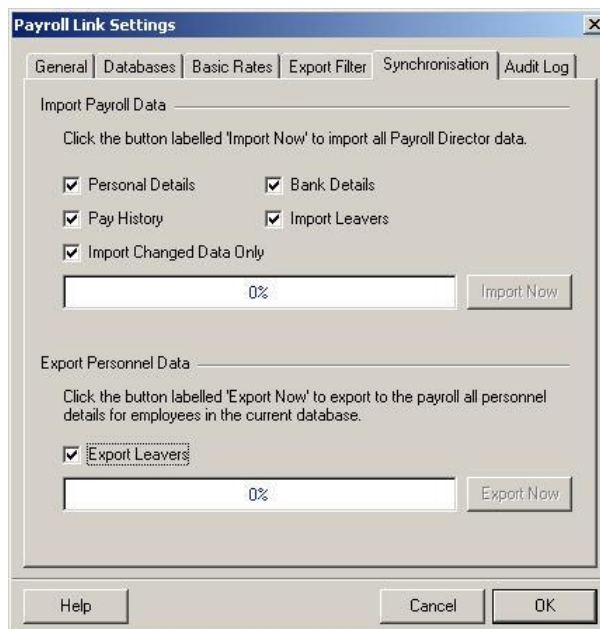 Payroll Link Settings
General Databases Basic Rates Export Filter Synchronisation Audit Log
Import Payroll Data
Click the button labelled 'Import Now' to import all Payroll Director data.
Personal Details Bank Details
Pay History Import Leavers
Import Changed Data Only
0% Import Now
Export Personnel Data
Click the button labelled 'Export Now' to export to the payroll all personnel
details for employees in the current database.
Export Leavers
0% Export Now
Help Cancel OK